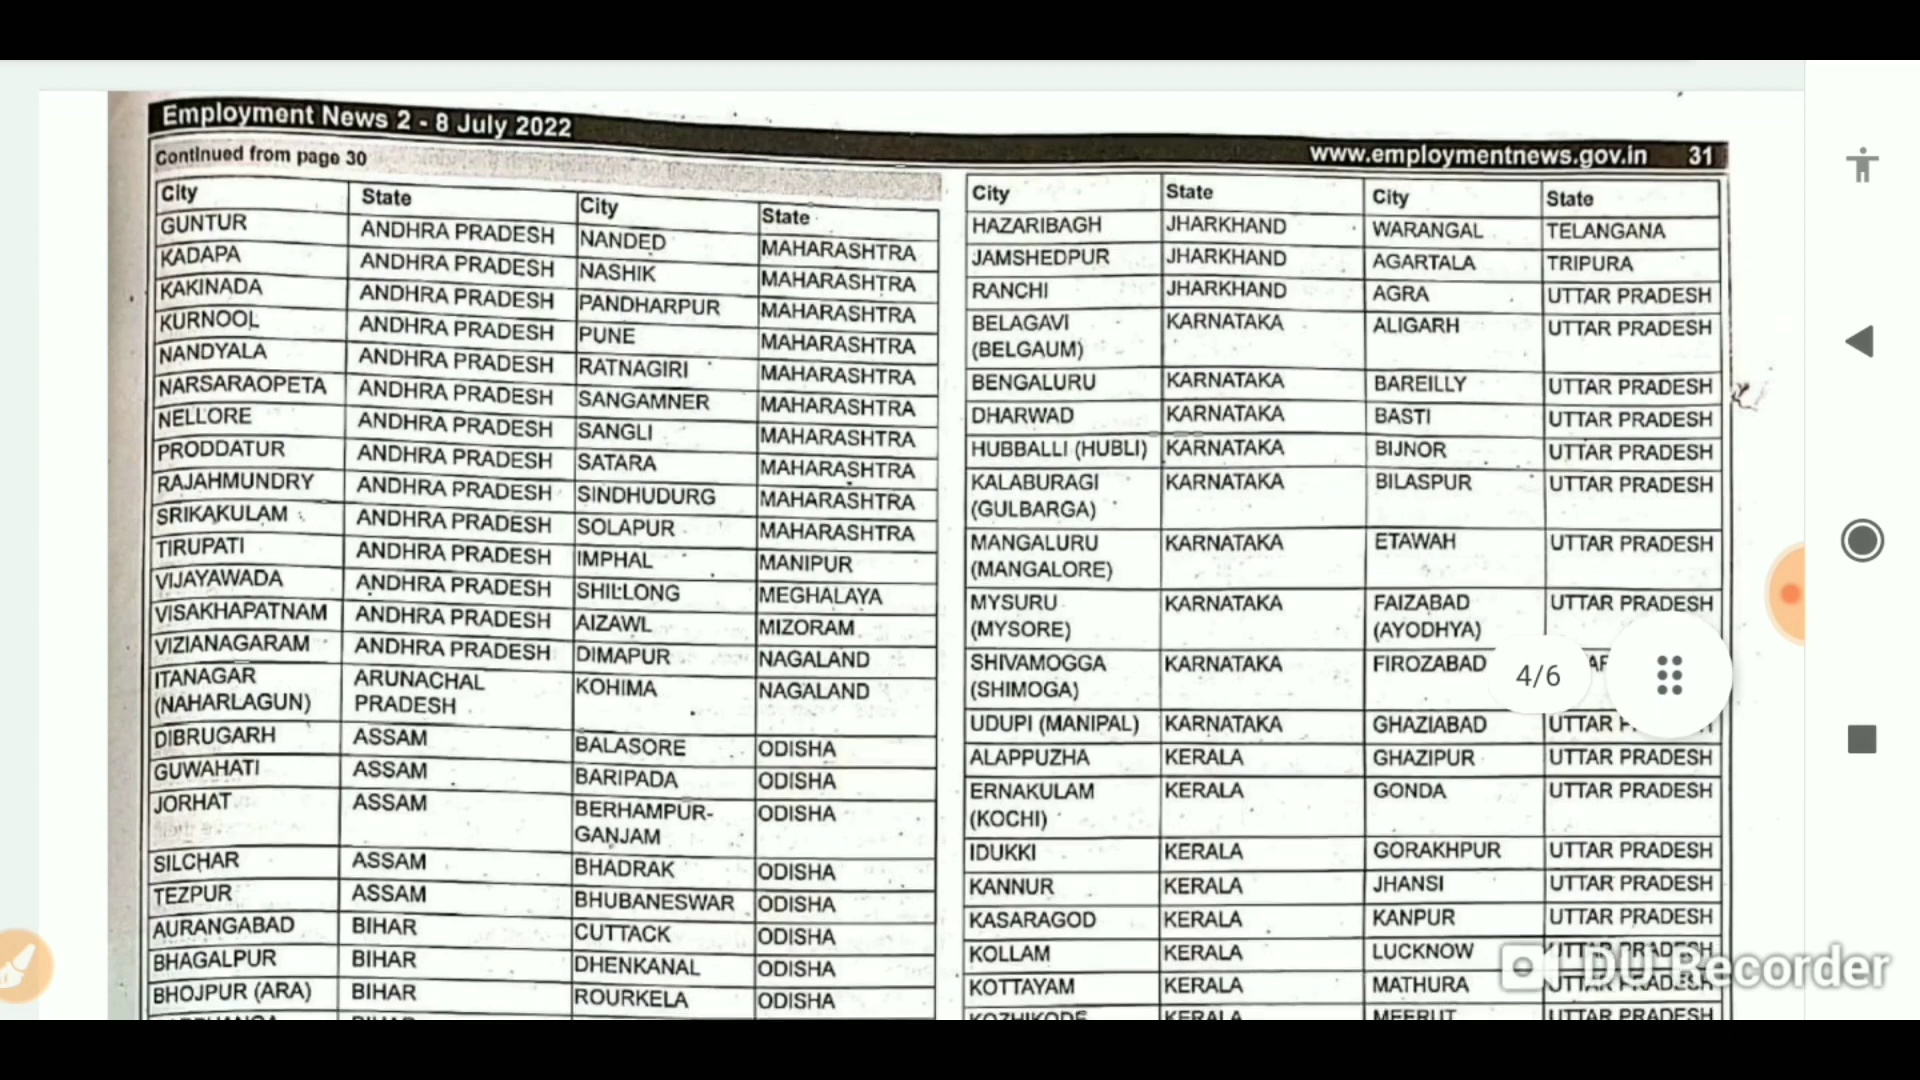 Employment News 2 - 8 July 2022
www.employmentnews.gov.in 31
Continued from page 30
City State City State
GUNTUR ANDHRA PRADESH NANDED MAHARASHTRA
KADAPA ANDHRA PRADESH NASHIK MAHARASHTRA
KAKINADA ANDHRA PRADESH PANDHARPUR MAHARASHTRA
KURNOOL ANDHRA PRADESH PUNE MAHARASHTRA
NANDYALA ANDHRA PRADESH RATNAGIRI MAHARASHTRA
NARSARAOPETA ANDHRA PRADESH SANGAMNER MAHARASHTRA
NELLORE ANDHRA PRADESH SANGLI MAHARASHTRA
PRODDATUR ANDHRA PRADESH SATARA MAHARASHTRA
RAJAHMUNDRY ANDHRA PRADESH SINDHUDURG MAHARASHTRA
SRIKAKULAM ANDHRA PRADESH SOLAPUR MAHARASHTRA
TIRUPATI ANDHRA PRADESH IMPHAL MANIPUR
VIJAYAWADA ANDHRA PRADESH SHILLONG MEGHALAYA
VISAKHAPATNAM ANDHRA PRADESH AIZAWL MIZORAM
VIZIANAGARAM ANDHRA PRADESH DIMAPUR NAGALAND
ITANAGAR ARUNACHAL KOHIMA NAGALAND
(NAHARLAGUN) PRADESH
DIBRUGARH ASSAM BALASORE ODISHA
GUWAHATI ASSAM BARIPADA ODISHA
JORHAT ASSAM BERHAMPUR- ODISHA
GANJAM
SILCHAR ASSAM BHADRAK ODISHA
TEZPUR ASSAM BHUBANESWAR ODISHA
AURANGABAD BIHAR CUTTACK ODISHA
BHAGALPUR BIHAR DHENKANAL ODISHA
BHOJPUR (ARA) BIHAR ROURKELA ODISHA
BIHAR
City State City State
HAZARIBAGH JHARKHAND WARANGAL TELANGANA
JAMSHEDPUR JHARKHAND AGARTALA TRIPURA
RANCHI JHARKHAND AGRA UTTAR PRADESH
BELAGAVI KARNATAKA ALIGARH UTTAR PRADESH
(BELGAUM)
BENGALURU KARNATAKA BAREILLY UTTAR PRADESH
DHARWAD KARNATAKA BASTI UTTAR PRADESH
HUBBALLI (HUBLI) KARNATAKA BIJNOR UTTAR PRADESH
KALABURAGI KARNATAKA BILASPUR UTTAR PRADESH
(GULBARGA)
MANGALURU KARNATAKA ETAWAH UTTAR PRADESH
(MANGALORE)
MYSURU KARNATAKA FAIZABAD UTTAR PRADESH
(MYSORE) (AYODHYA)
SHIVAMOGGA KARNATAKA FIROZABAD
(SHIMOGA)
UDUPI (MANIPAL) KARNATAKA GHAZIABAD UTTAR
ALAPPUZHA KERALA GHAZIPUR UTTAR PRADESH
ERNAKULAM KERALA GONDA UTTAR PRADESH
(KOCHI)
IDUKKI KERALA GORAKHPUR UTTAR PRADESH
KANNUR KERALA JHANSI UTTAR PRADESH
KASARAGOD KERALA KANPUR UTTAR PRADESH
KOLLAM KERALA LUCKNOW UTTAR PRADESH
KOTTAYAM KERALA MATHURA UTTAR PRADESH
KOZHIKODE KERALA MEERUT UTTAR PRADESH
4/6
DU Recorder